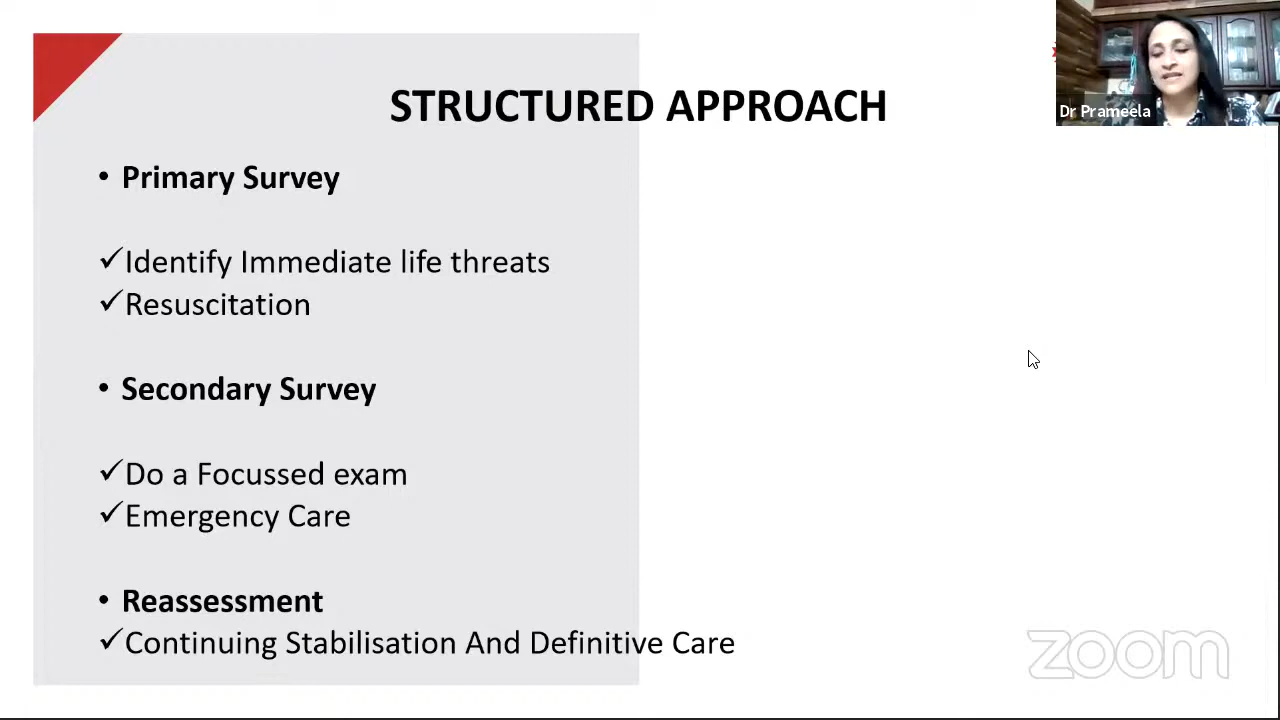 STRUCTURED APPROACH
Dr Prameela
• Primary Survey
✓Identify Immediate life threats
✓Resuscitation
• Secondary Survey
✓Do a Focussed exam
✓Emergency Care
• Reassessment
✓Continuing Stabilisation And Definitive Care
zoom